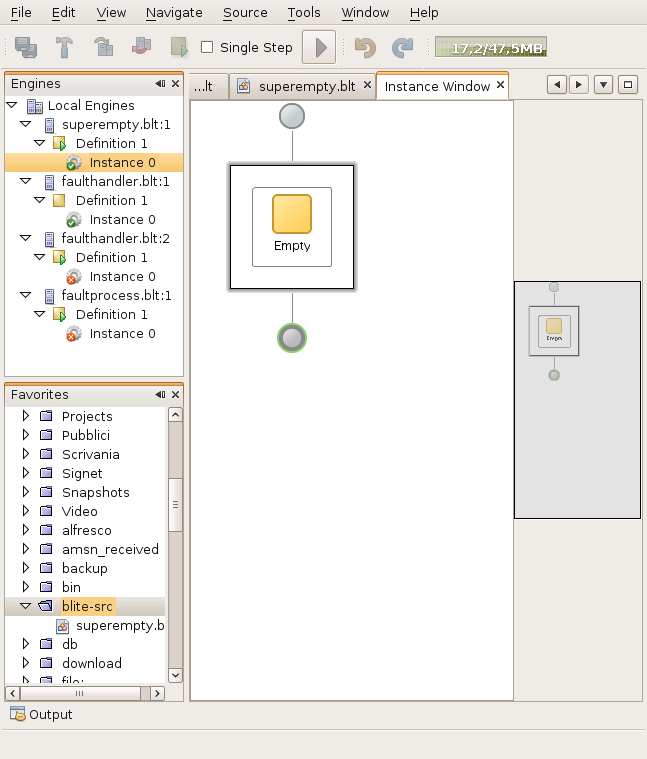 File Edit View Navigate Source Tools Window Help
Single Step 17,2/47,5MB
Engines
Local Engines
superempty.blt:1
Definition 1
Instance 0
faulthandler.blt:1
Definition 1
Instance 0
faulthandler.blt:2
Definition 1
Instance 0
faultprocess.blt:1
Definition 1
Instance 0
Favorites
Projects
Pubblici
Scrivania
Signet
Snapshots
Video
alfresco
amsn_received
backup
bin
blite-src
superempty.b
db
download
file:
...lt superempty.blt Instance Window
Empty
Empty
Output